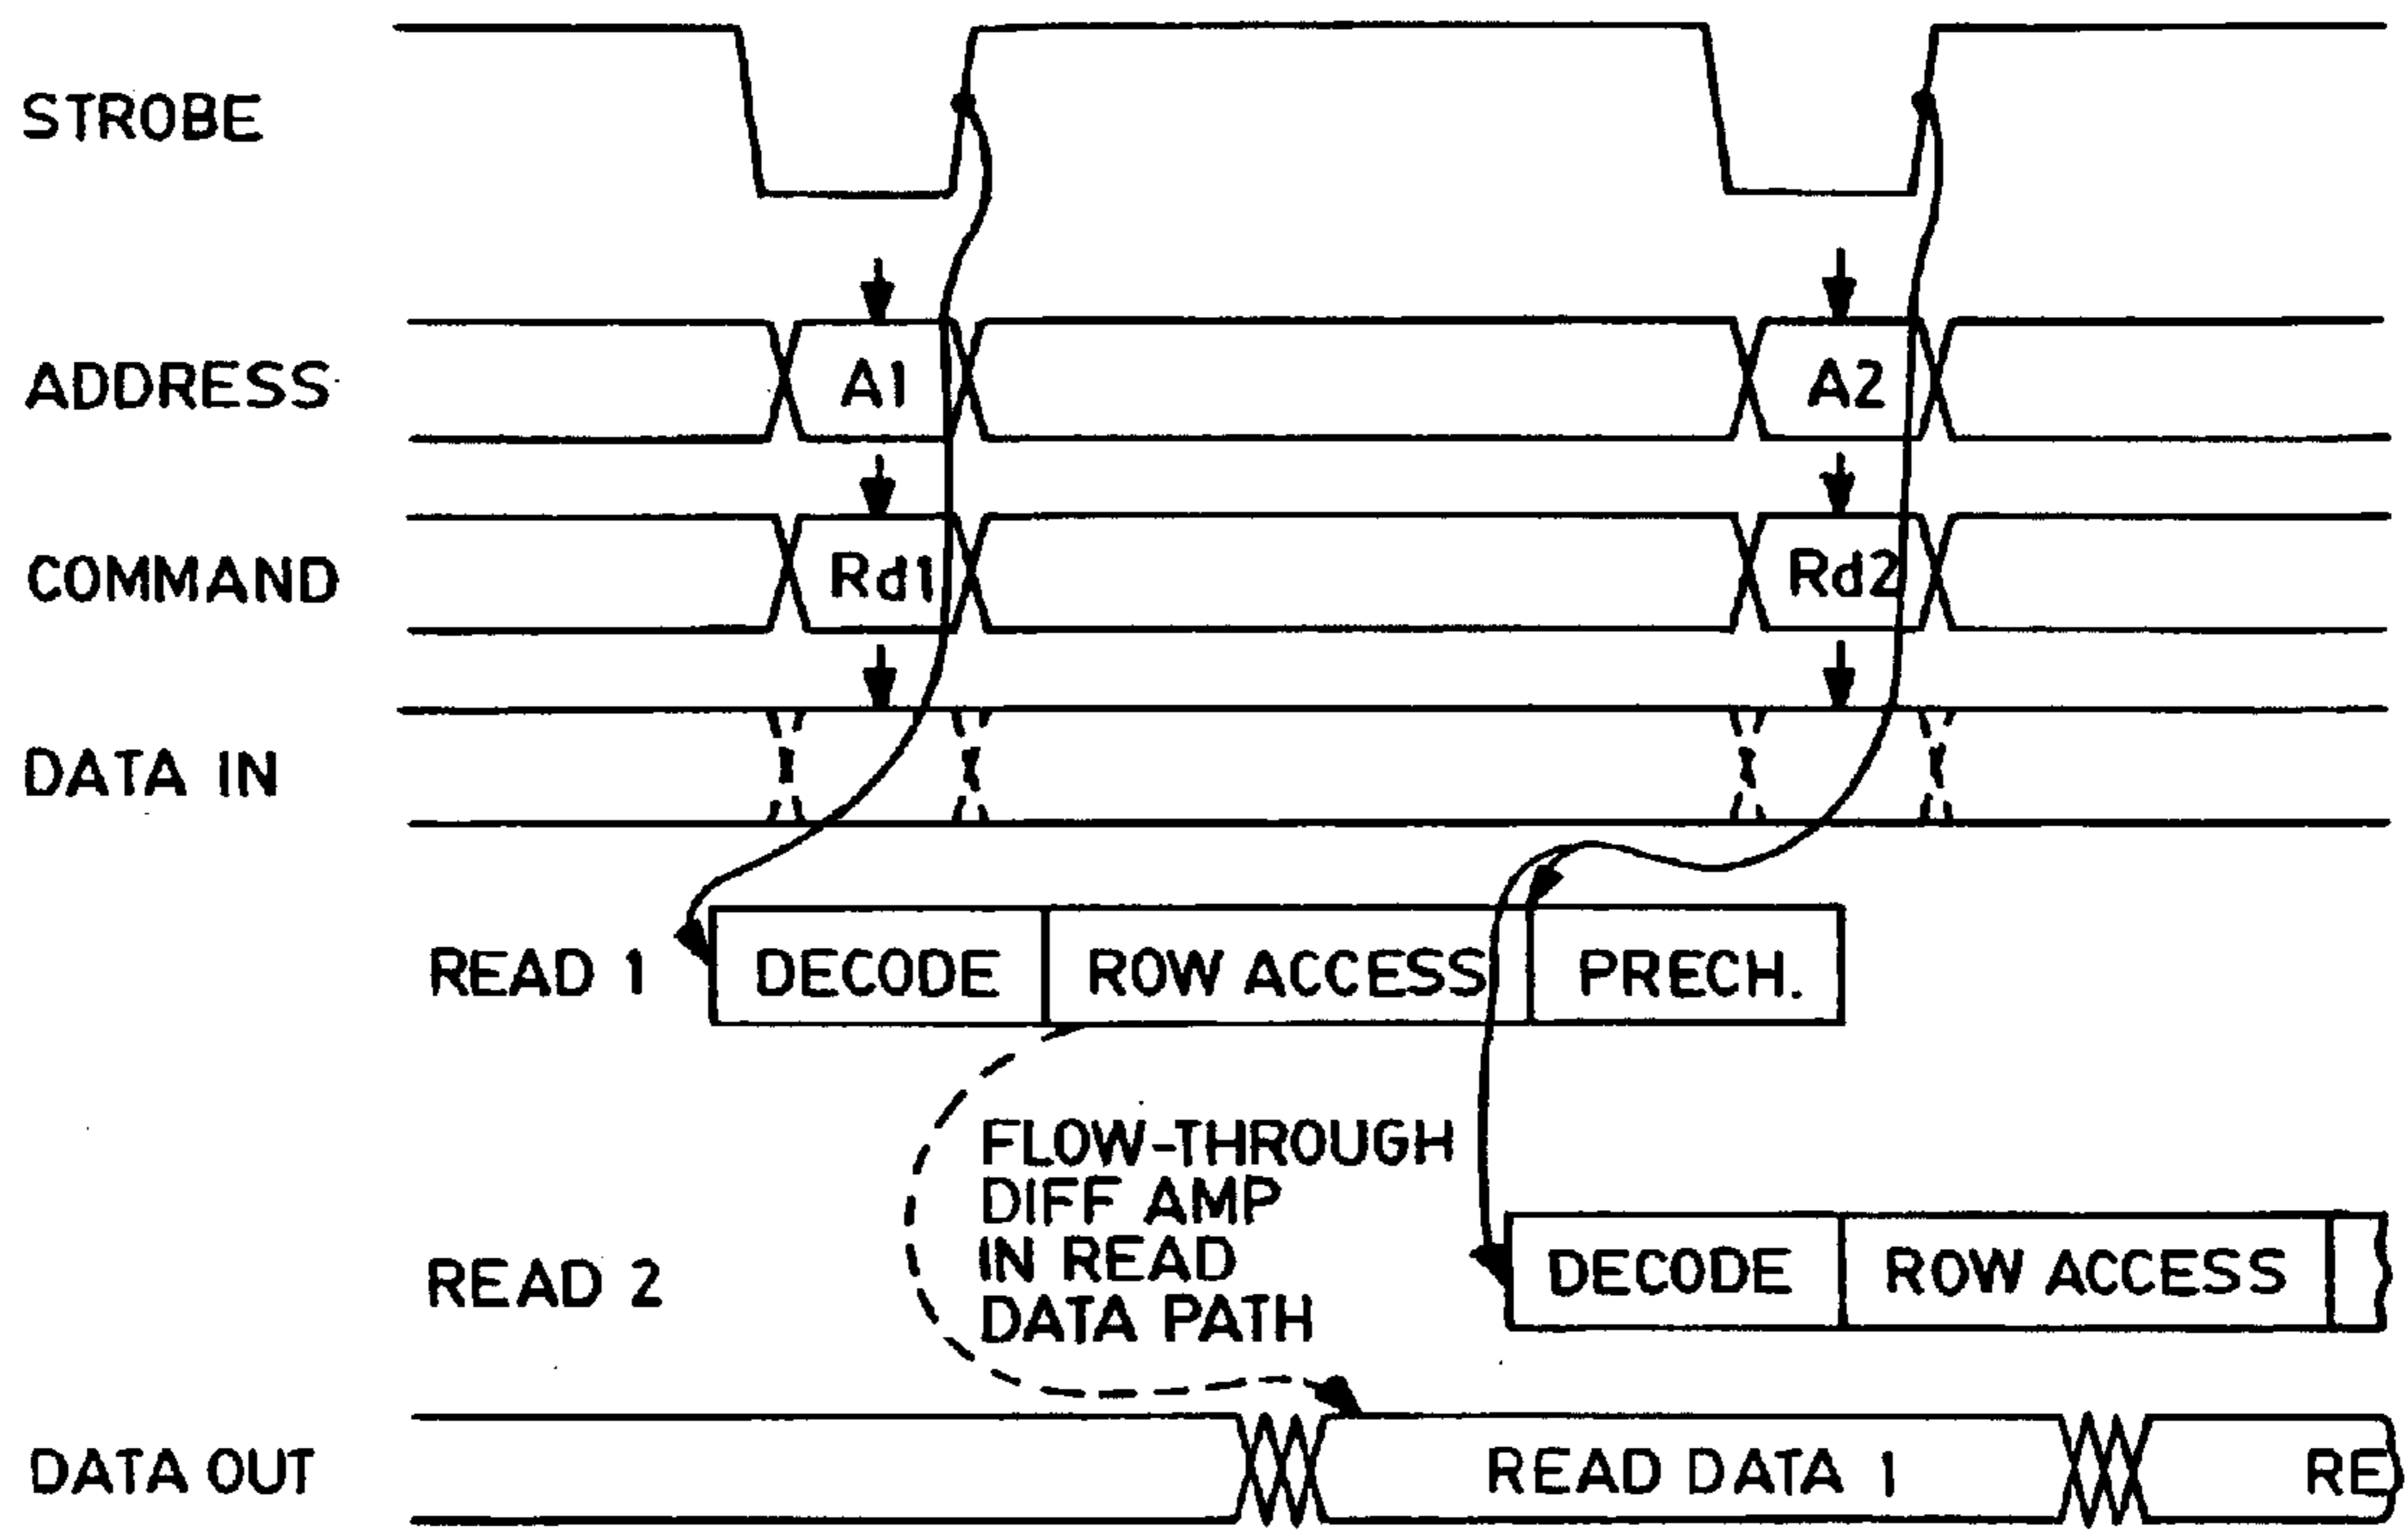 STROBE
ADDRESS
A1
A2
COMMAND
Rd1
Rd2
DATA IN
READ 1
DECODE
ROW ACCESS
PRECH.
FLOW-THROUGH
DIFF AMP
IN READ
DATA PATH
READ 2
DECODE
ROW ACCESS
DATA OUT
READ DATA 1
RE